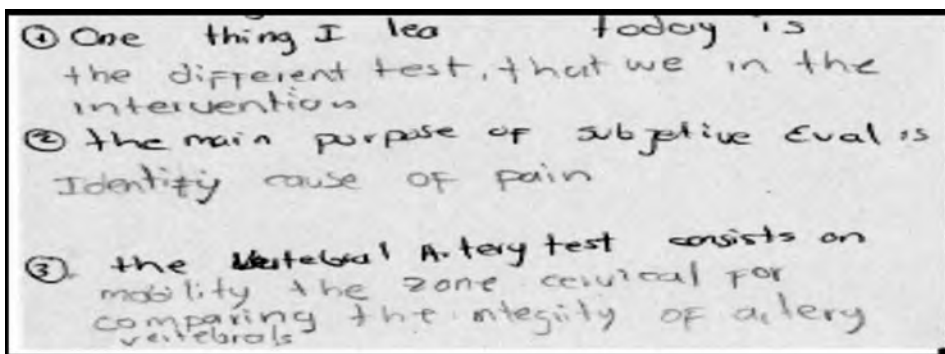 ① One thing I lea today is
the different test, that we in the
intervention
② the main purpose of subjetive Eval is
Identifiy cause of pain
③. the Vertebral Artery test consists on
mobility the zone cervical for
comparing the integrity of artery
vertebrals